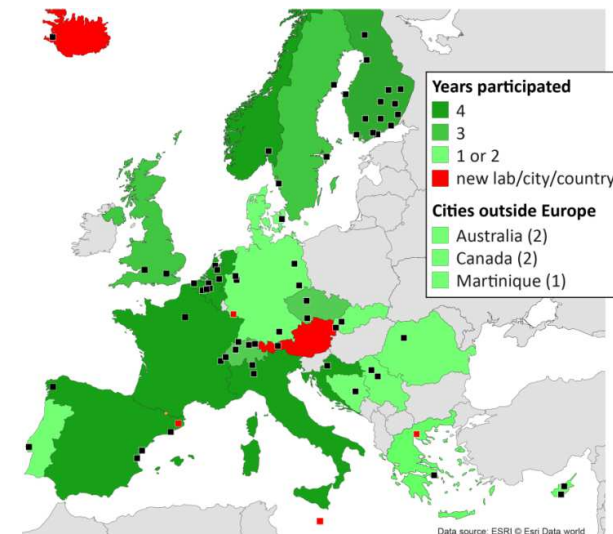 Years participated
4
3
1 or 2
new lab/city/country
Cities outside Europe
Australia (2)
Canada (2)
Martinique (1)
Data source: ESRI © Esri Data world